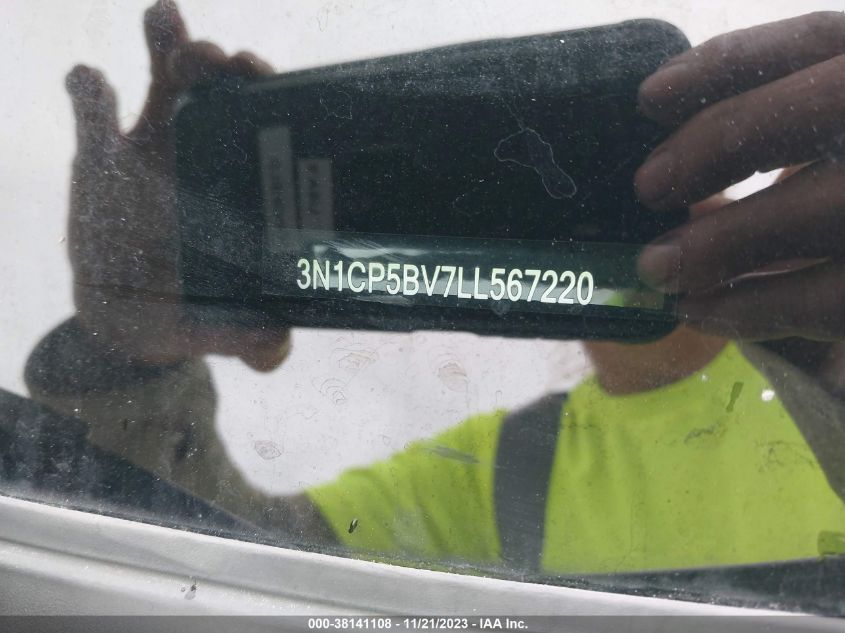 3N1CP5BV7LL567220
000-38141108 - 11/21/2023 - IAA Inc.